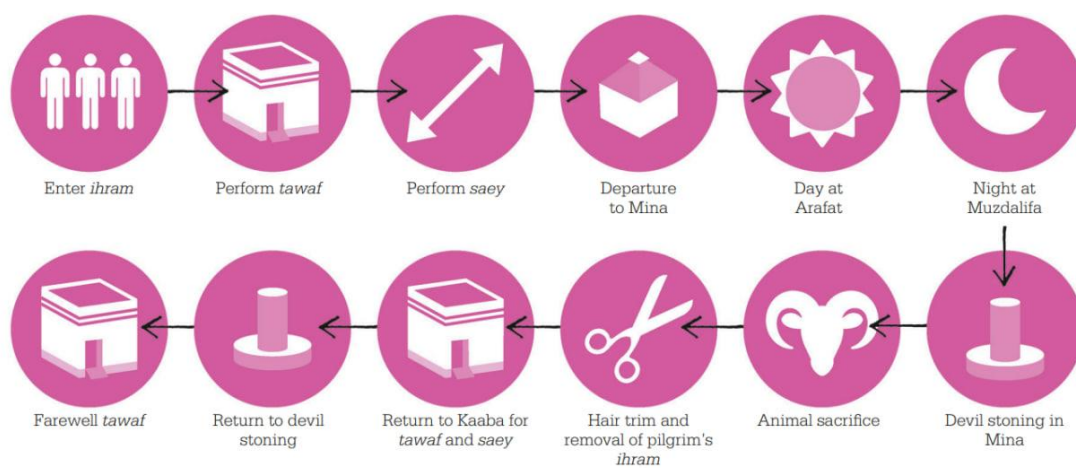 Enter ihram
Perform tawaf
Perform saey
Departure
to Mina
Day at
Arafat
Night at
Muzdalifa
Devil stoning in
Mina
Animal sacrifice
Hair trim and
removal of pilgrim's
ihram
Return to Kaaba for
tawaf and saey
Return to devil
stoning
Farewell tawaf